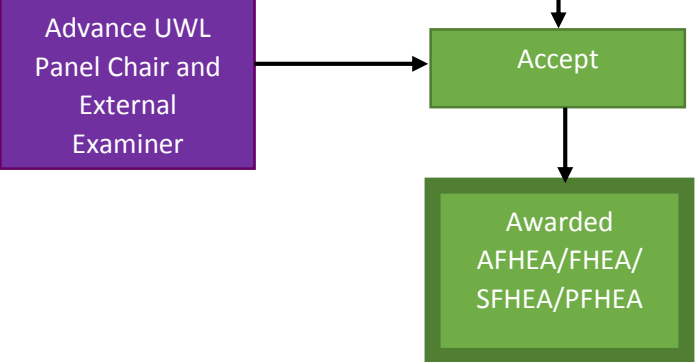 Advance UWL
Panel Chair and
External
Examiner
Accept
Awarded
AFHEA/FHEA/
SFHEA/PFHEA